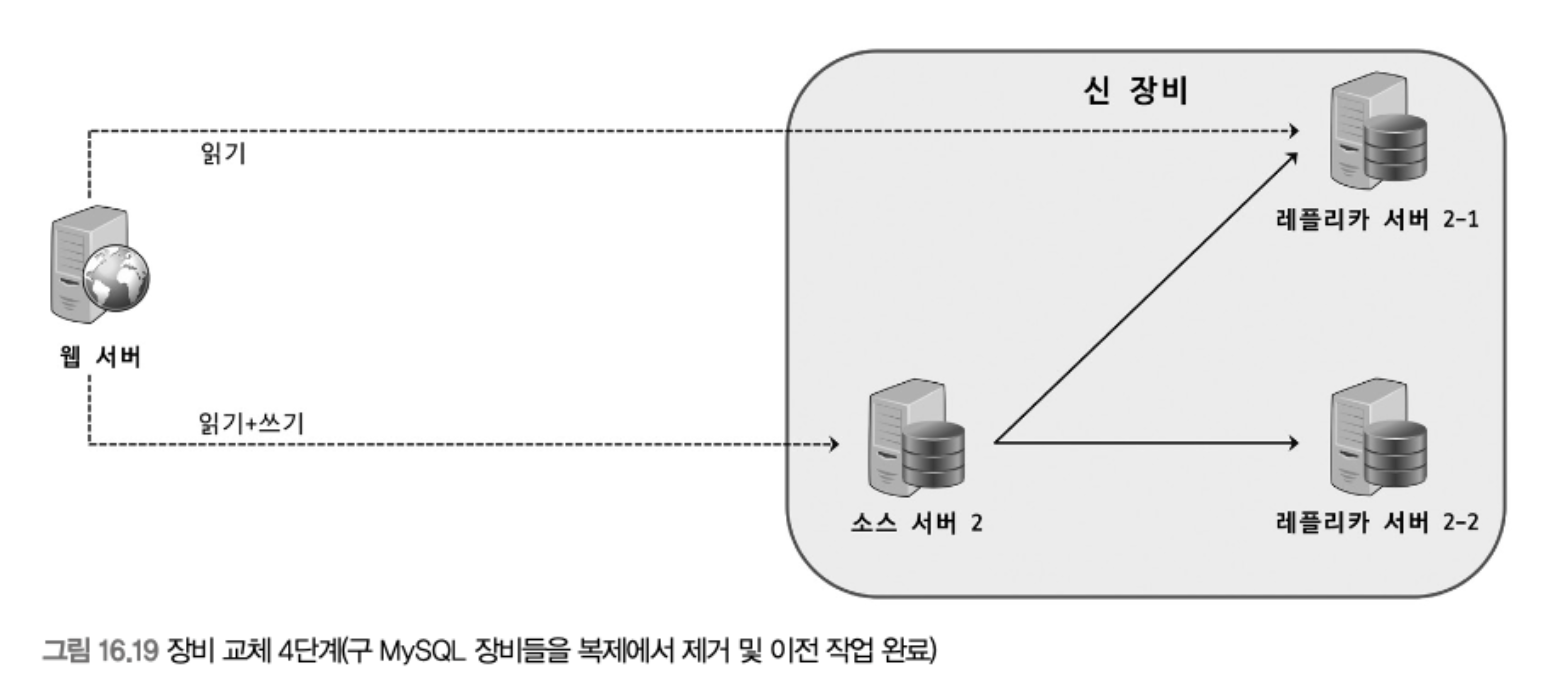 신 장비
읽기
레플리카 서버 2-1
웹 서버
읽기+쓰기
소스 서버 2
레플리카 서버 2-2
그림 16.19 장비 교체 4단계(구 MySQL 장비들을 복제에서 제거 및 이전 작업 완료)